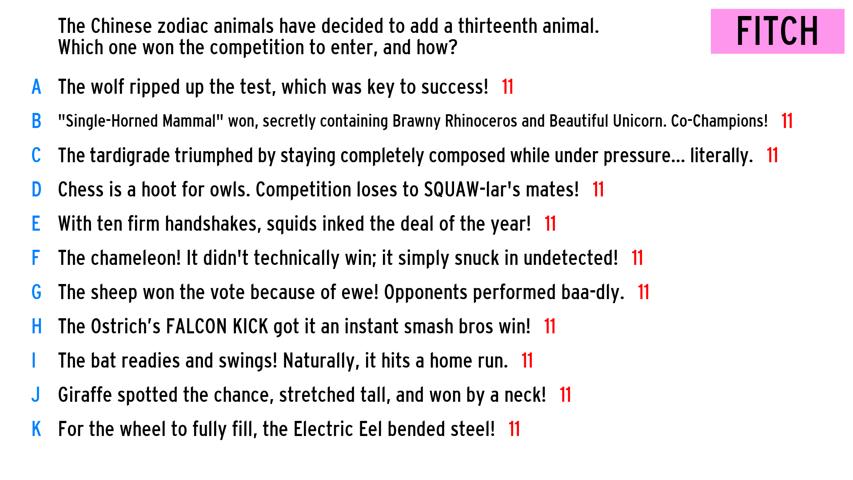 The Chinese zodiac animals have decided to add a thirteenth animal.
Which one won the competition to enter, and how?
FITCH
A The wolf ripped up the test, which was key to success! 11
B "Single-Horned Mammal" won, secretly containing Brawny Rhinoceros and Beautiful Unicorn. Co-Champions! 11
C The tardigrade triumphed by staying completely composed while under pressure... literally. 11
D Chess is a hoot for owls. Competition loses to SQUAW-lar's mates! 11
E With ten firm handshakes, squids inked the deal of the year! 11
F The chameleon! It didn't technically win; it simply snuck in undetected! 11
G The sheep won the vote because of ewe! Opponents performed baa-dly. 11
H The Ostrich’s FALCON KICK got it an instant smash bros win! 11
I The bat readies and swings! Naturally, it hits a home run. 11
J Giraffe spotted the chance, stretched tall, and won by a neck! 11
K For the wheel to fully fill, the Electric Eel bended steel! 11